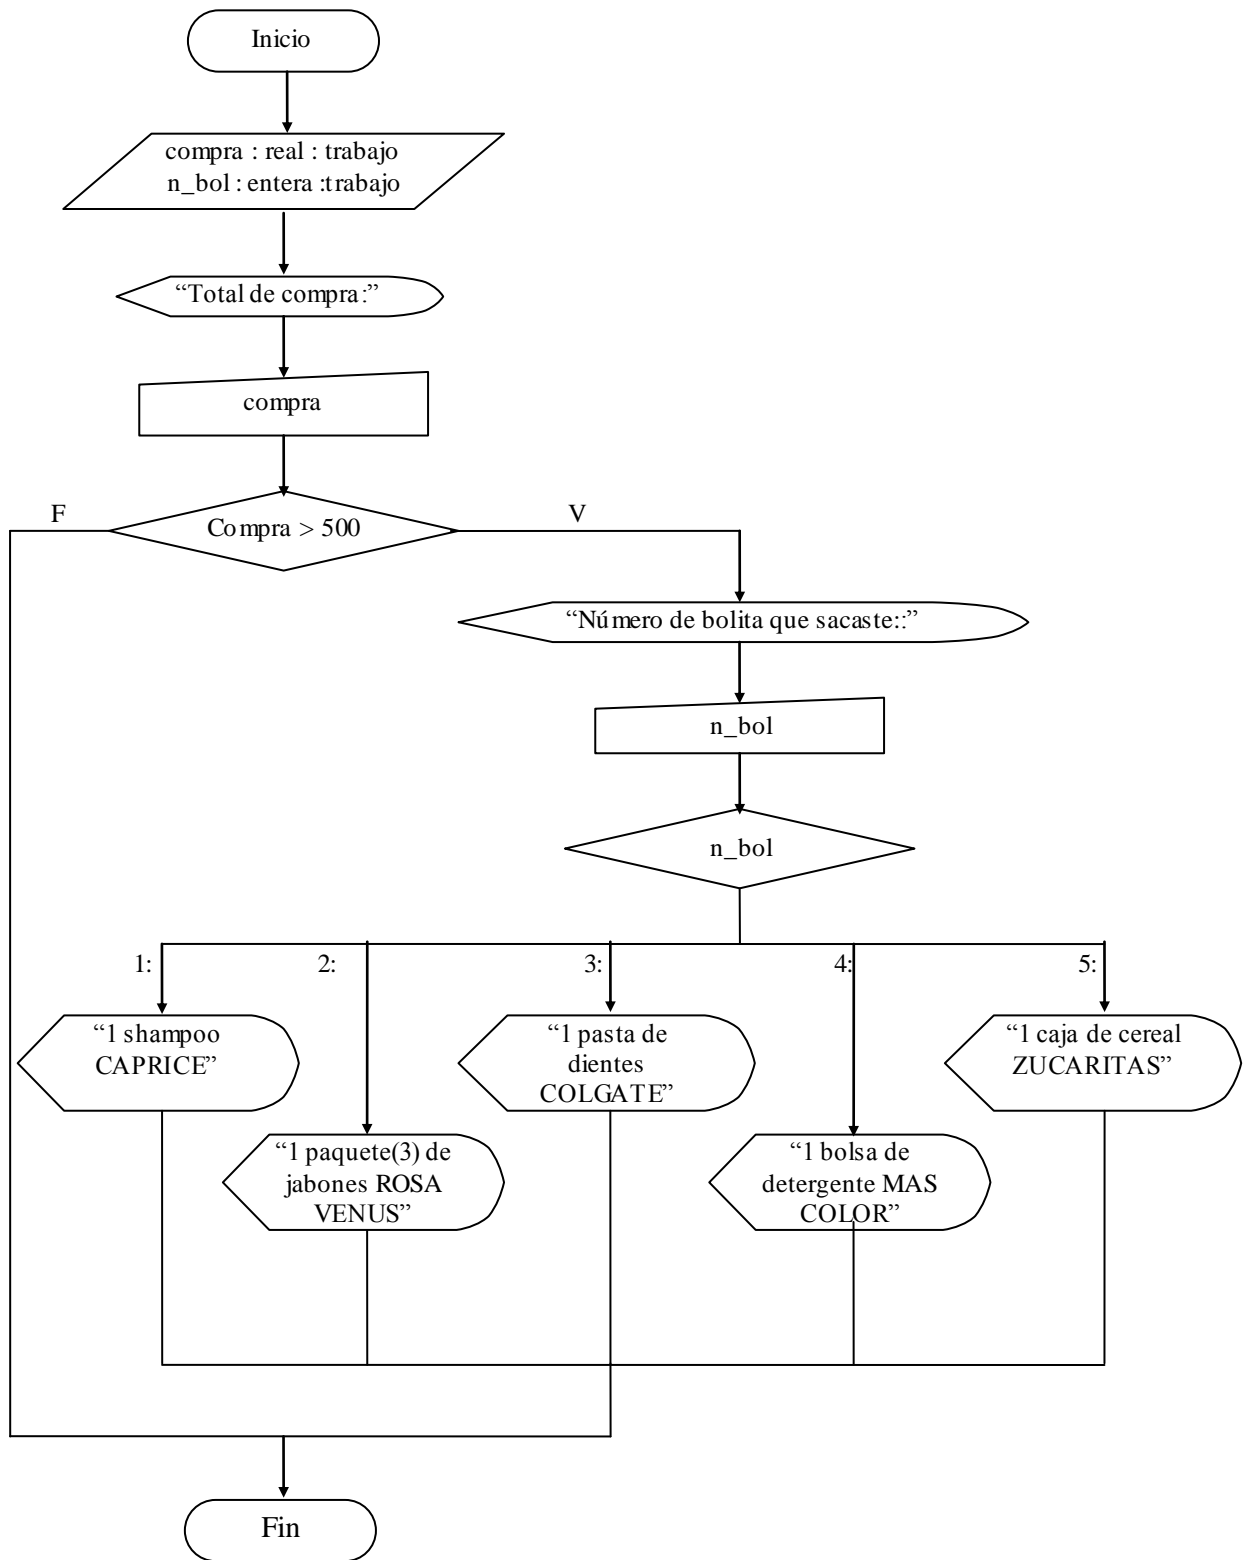 Inicio
compra : real : trabajo
n_bol : entera :trabajo
“Total de compra:”
compra
F
Compra > 500
V
“Número de bolita que sacaste::”
n_bol
n_bol
1:
2:
3:
4:
5:
“1 shampoo
CAPRICE”
“1 pasta de
dientes
COLGATE”
“1 caja de cereal
ZUCARITAS”
“1 paquete(3) de
jabones ROSA
VENUS”
“1 bolsa de
detergente MAS
COLOR”
Fin